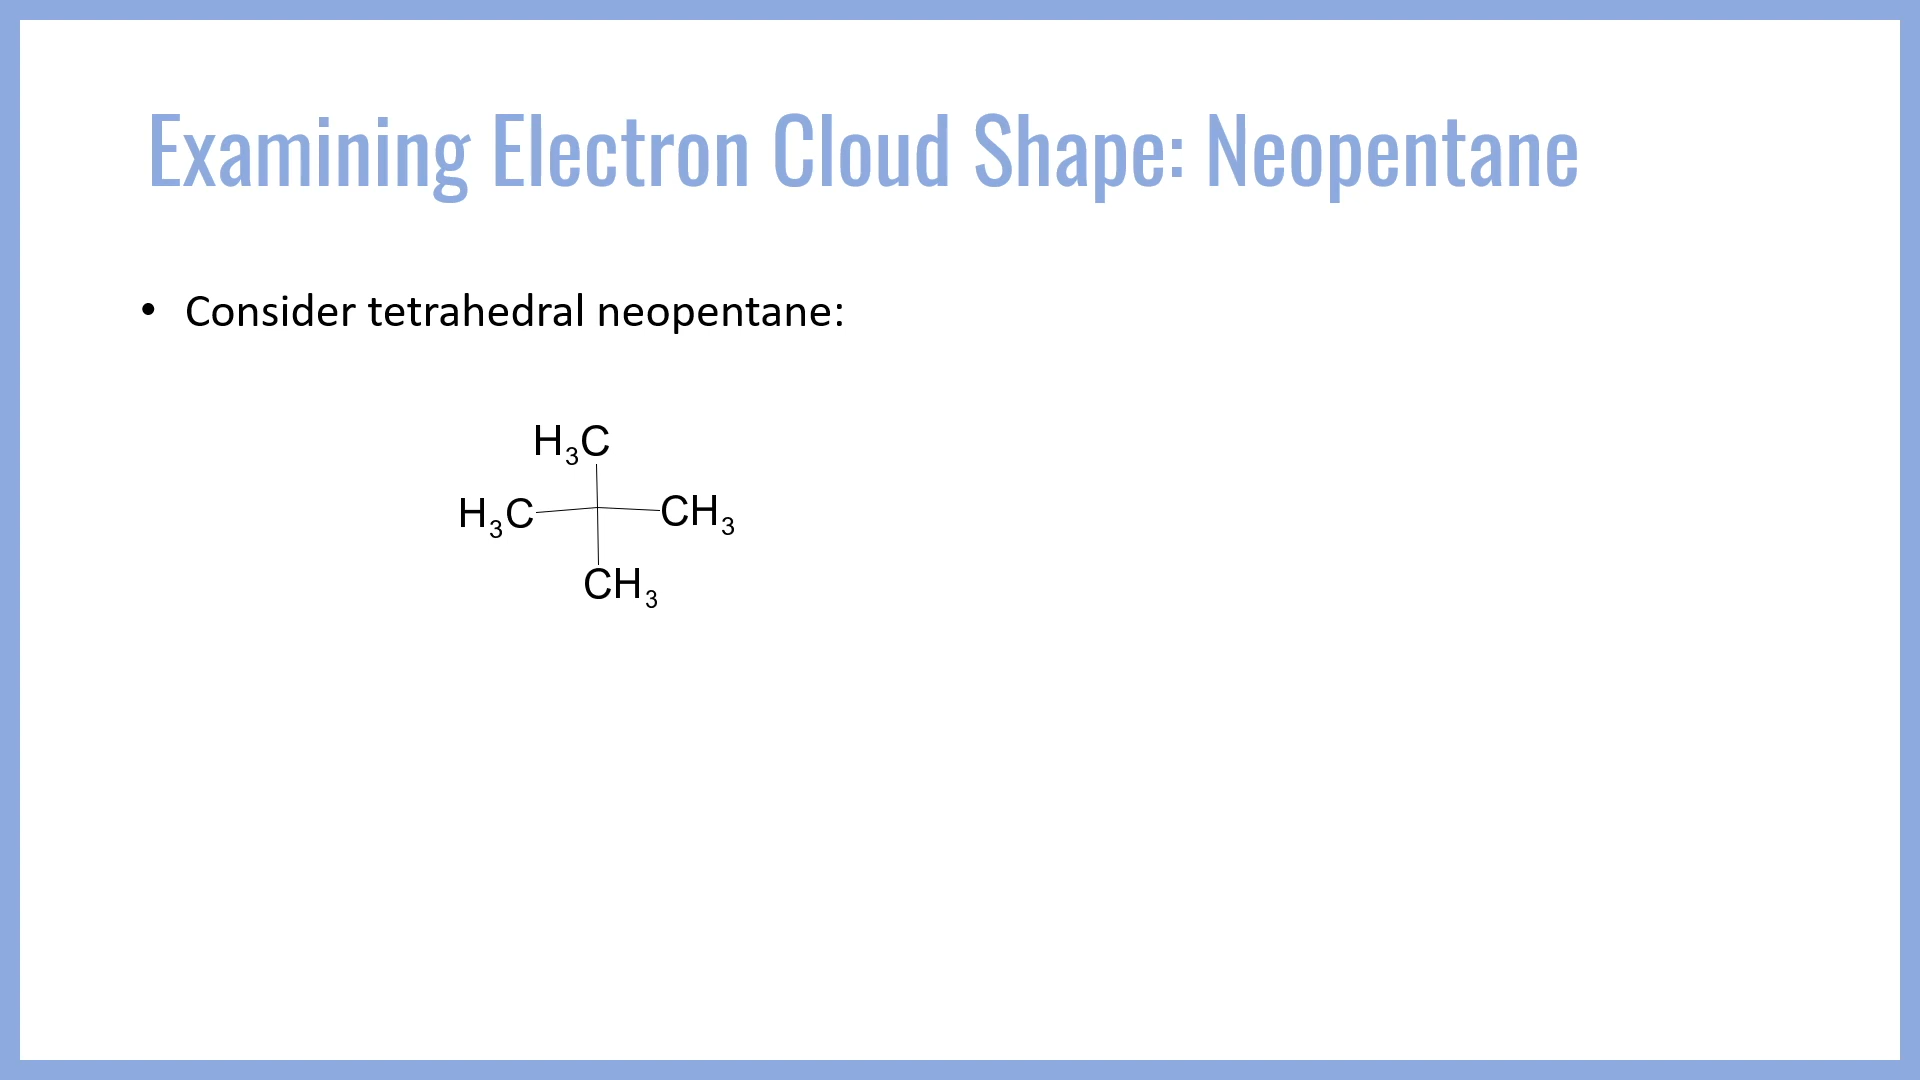 Examining Electron Cloud Shape: Neopentane
• Consider tetrahedral neopentane:
H₃C
H₃C CH₃
CH₃